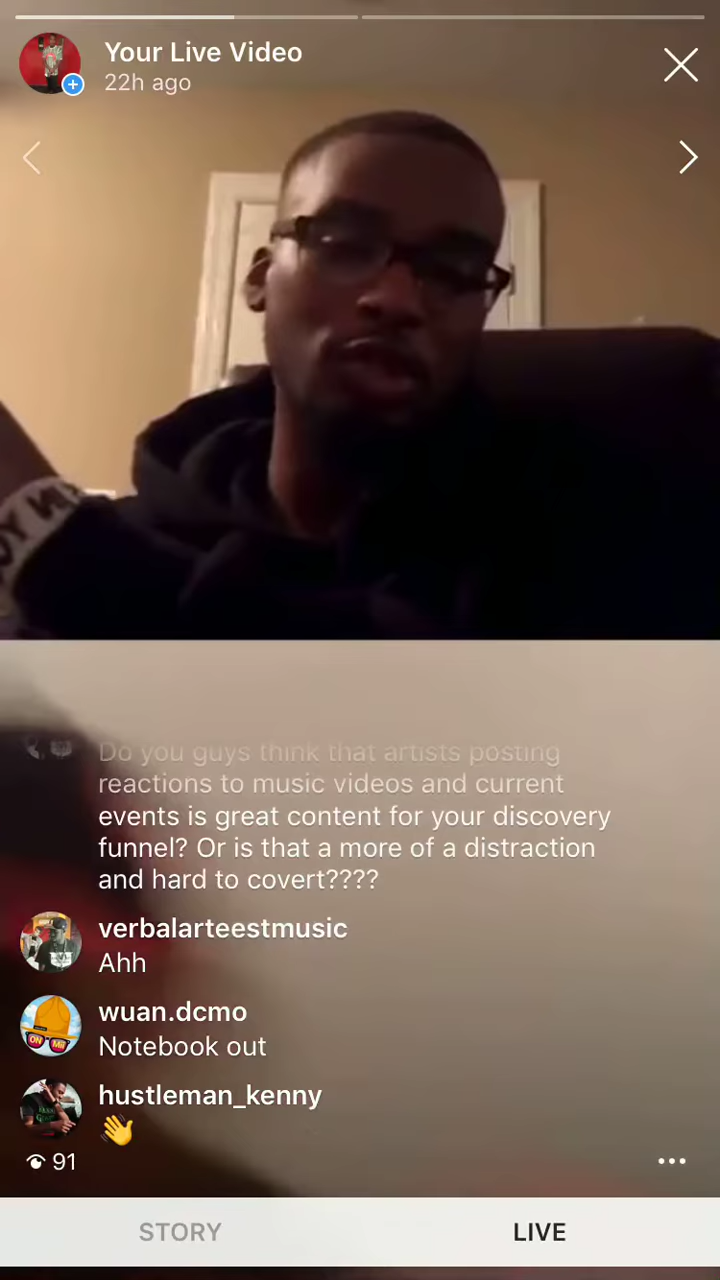 Your Live Video
22h ago
Do you guys think that artists posting
reactions to music videos and current
events is great content for your discovery
funnel? Or is that a more of a distraction
and hard to covert????
verbalarteestmusic
Ahh
wuan.dcmo
ON Me
Notebook out
hustleman_kenny
👋
91
STORY
LIVE